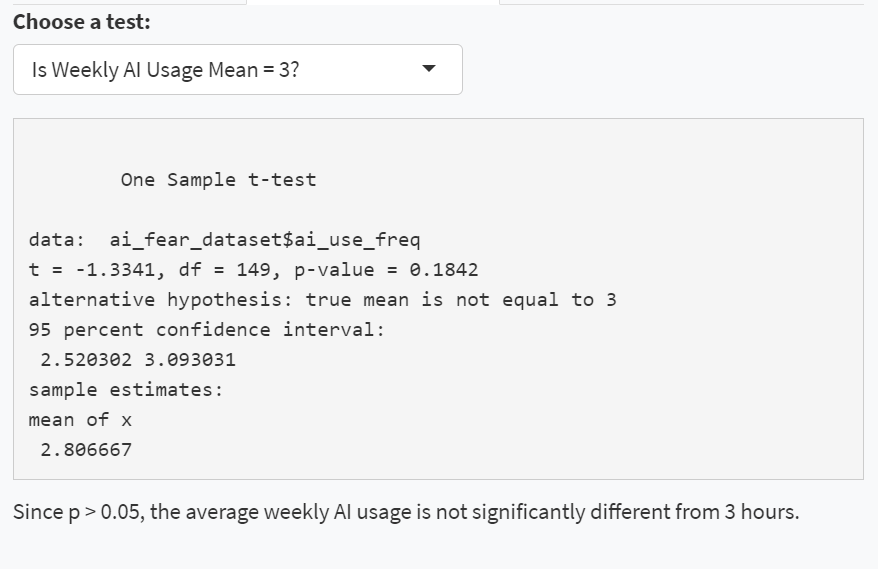 Choose a test:
Is Weekly AI Usage Mean = 3?
One Sample t-test
data:  ai_fear_dataset$ai_use_freq
t = -1.3341, df = 149, p-value = 0.1842
alternative hypothesis: true mean is not equal to 3
95 percent confidence interval:
2.520302 3.093031
sample estimates:
mean of x
2.806667
Since p > 0.05, the average weekly AI usage is not significantly different from 3 hours.